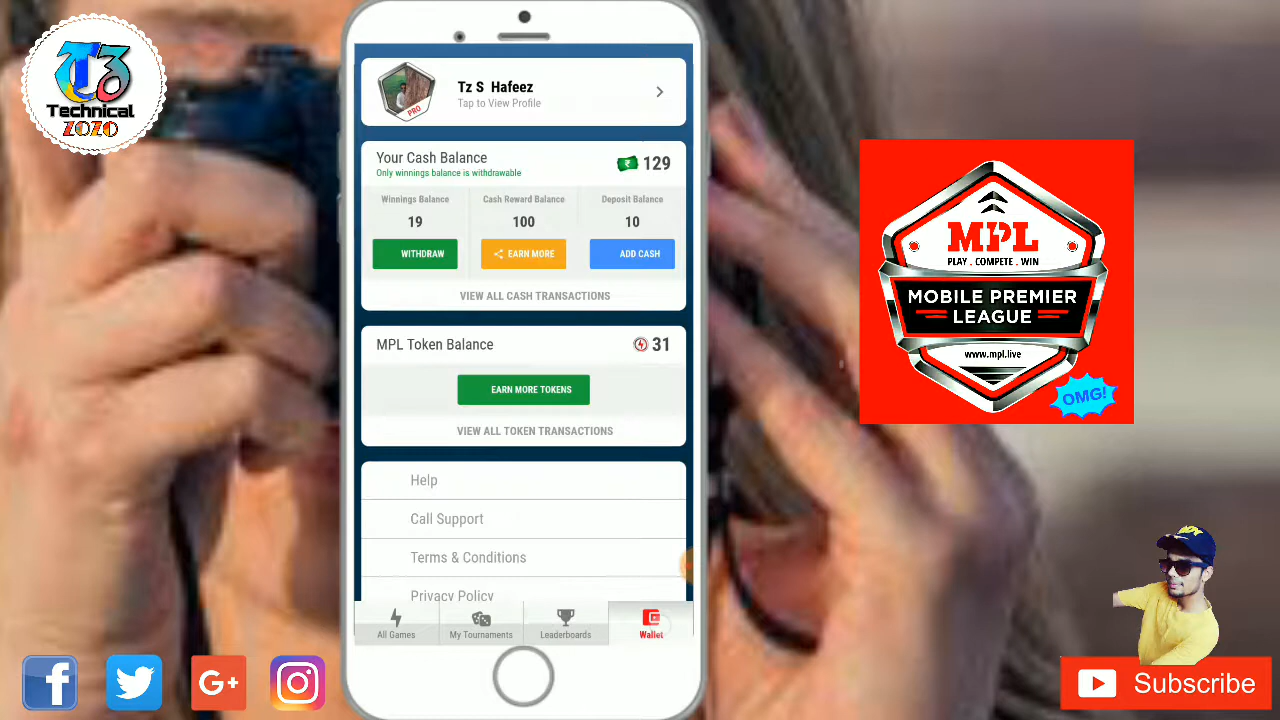 T3
Technical
ZOZO
Tz S Hafeez
Tap to View Profile
PRO
Your Cash Balance
Only winnings balance is withdrawable
129
Winnings Balance
Cash Reward Balance
Deposit Balance
19
100
10
WITHDRAW
EARN MORE
ADD CASH
VIEW ALL CASH TRANSACTIONS
MPL Token Balance
31
EARN MORE TOKENS
VIEW ALL TOKEN TRANSACTIONS
Help
Call Support
Terms & Conditions
Privacy Policy
All Games
My Tournaments
Leaderboards
Wallet
MPL
PLAY . COMPETE . WIN
MOBILE PREMIER
LEAGUE
www.mpl.live
OMG!
f
G+
Subscribe